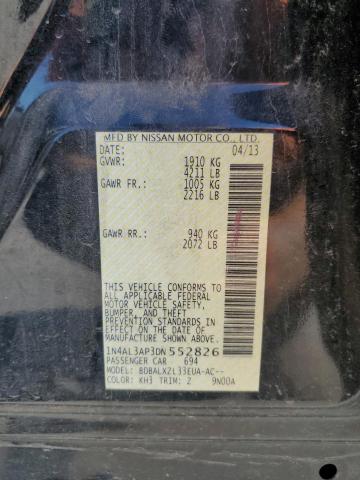 MFD BY NISSAN MOTOR CO., LTD.
DATE: 04/13
GVWR: 1910 KG
4211 LB
GAWR FR.: 1005 KG
2216 LB
GAWR RR.: 940 KG
2072 LB
THIS VEHICLE CONFORMS TO
ALL APPLICABLE FEDERAL
MOTOR VEHICLE SAFETY,
BUMPER, AND THEFT
PREVENTION STANDARDS IN
EFFECT ON THE DATE OF
MANUFACTURE SHOWN ABOVE.
1N4AL3AP3DN 552826
PASSENGER CAR 694
MODEL: BDBALXZL33EUA-AC--
COLOR: KH3 TRIM: Z 9N00A